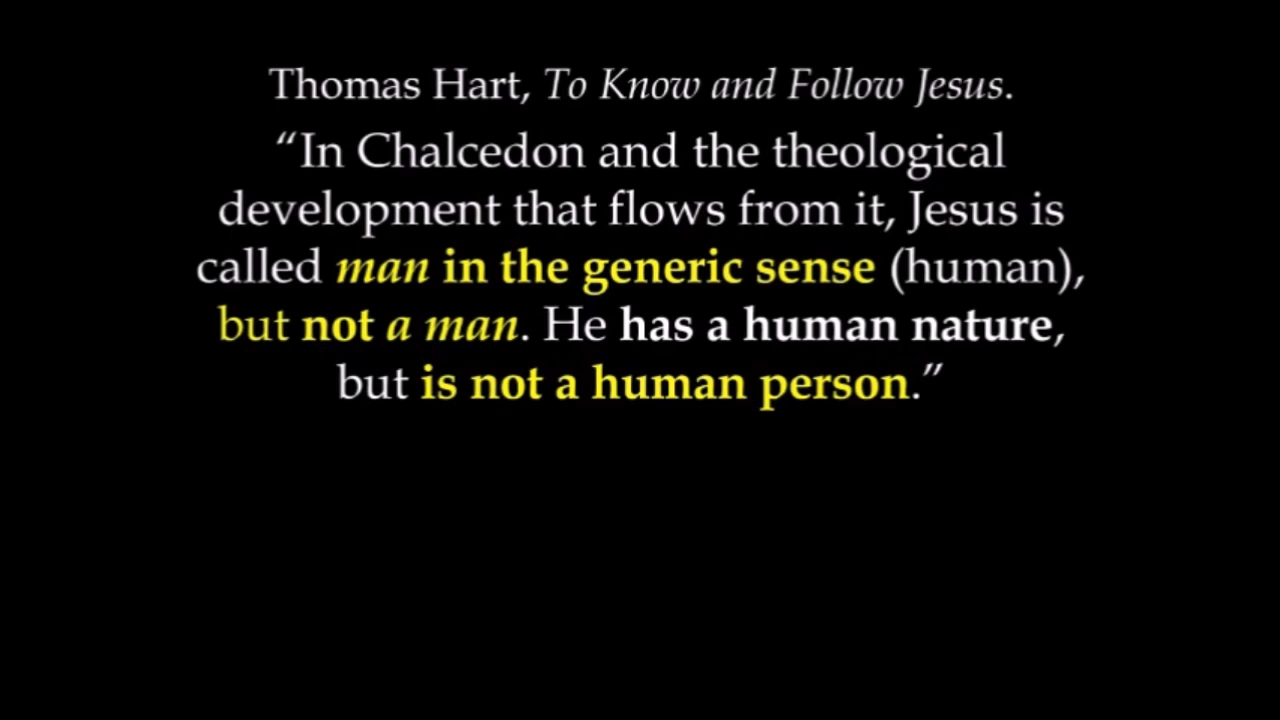 Thomas Hart, To Know and Follow Jesus.
“In Chalcedon and the theological
development that flows from it, Jesus is
called man in the generic sense (human),
but not a man. He has a human nature,
but is not a human person.”